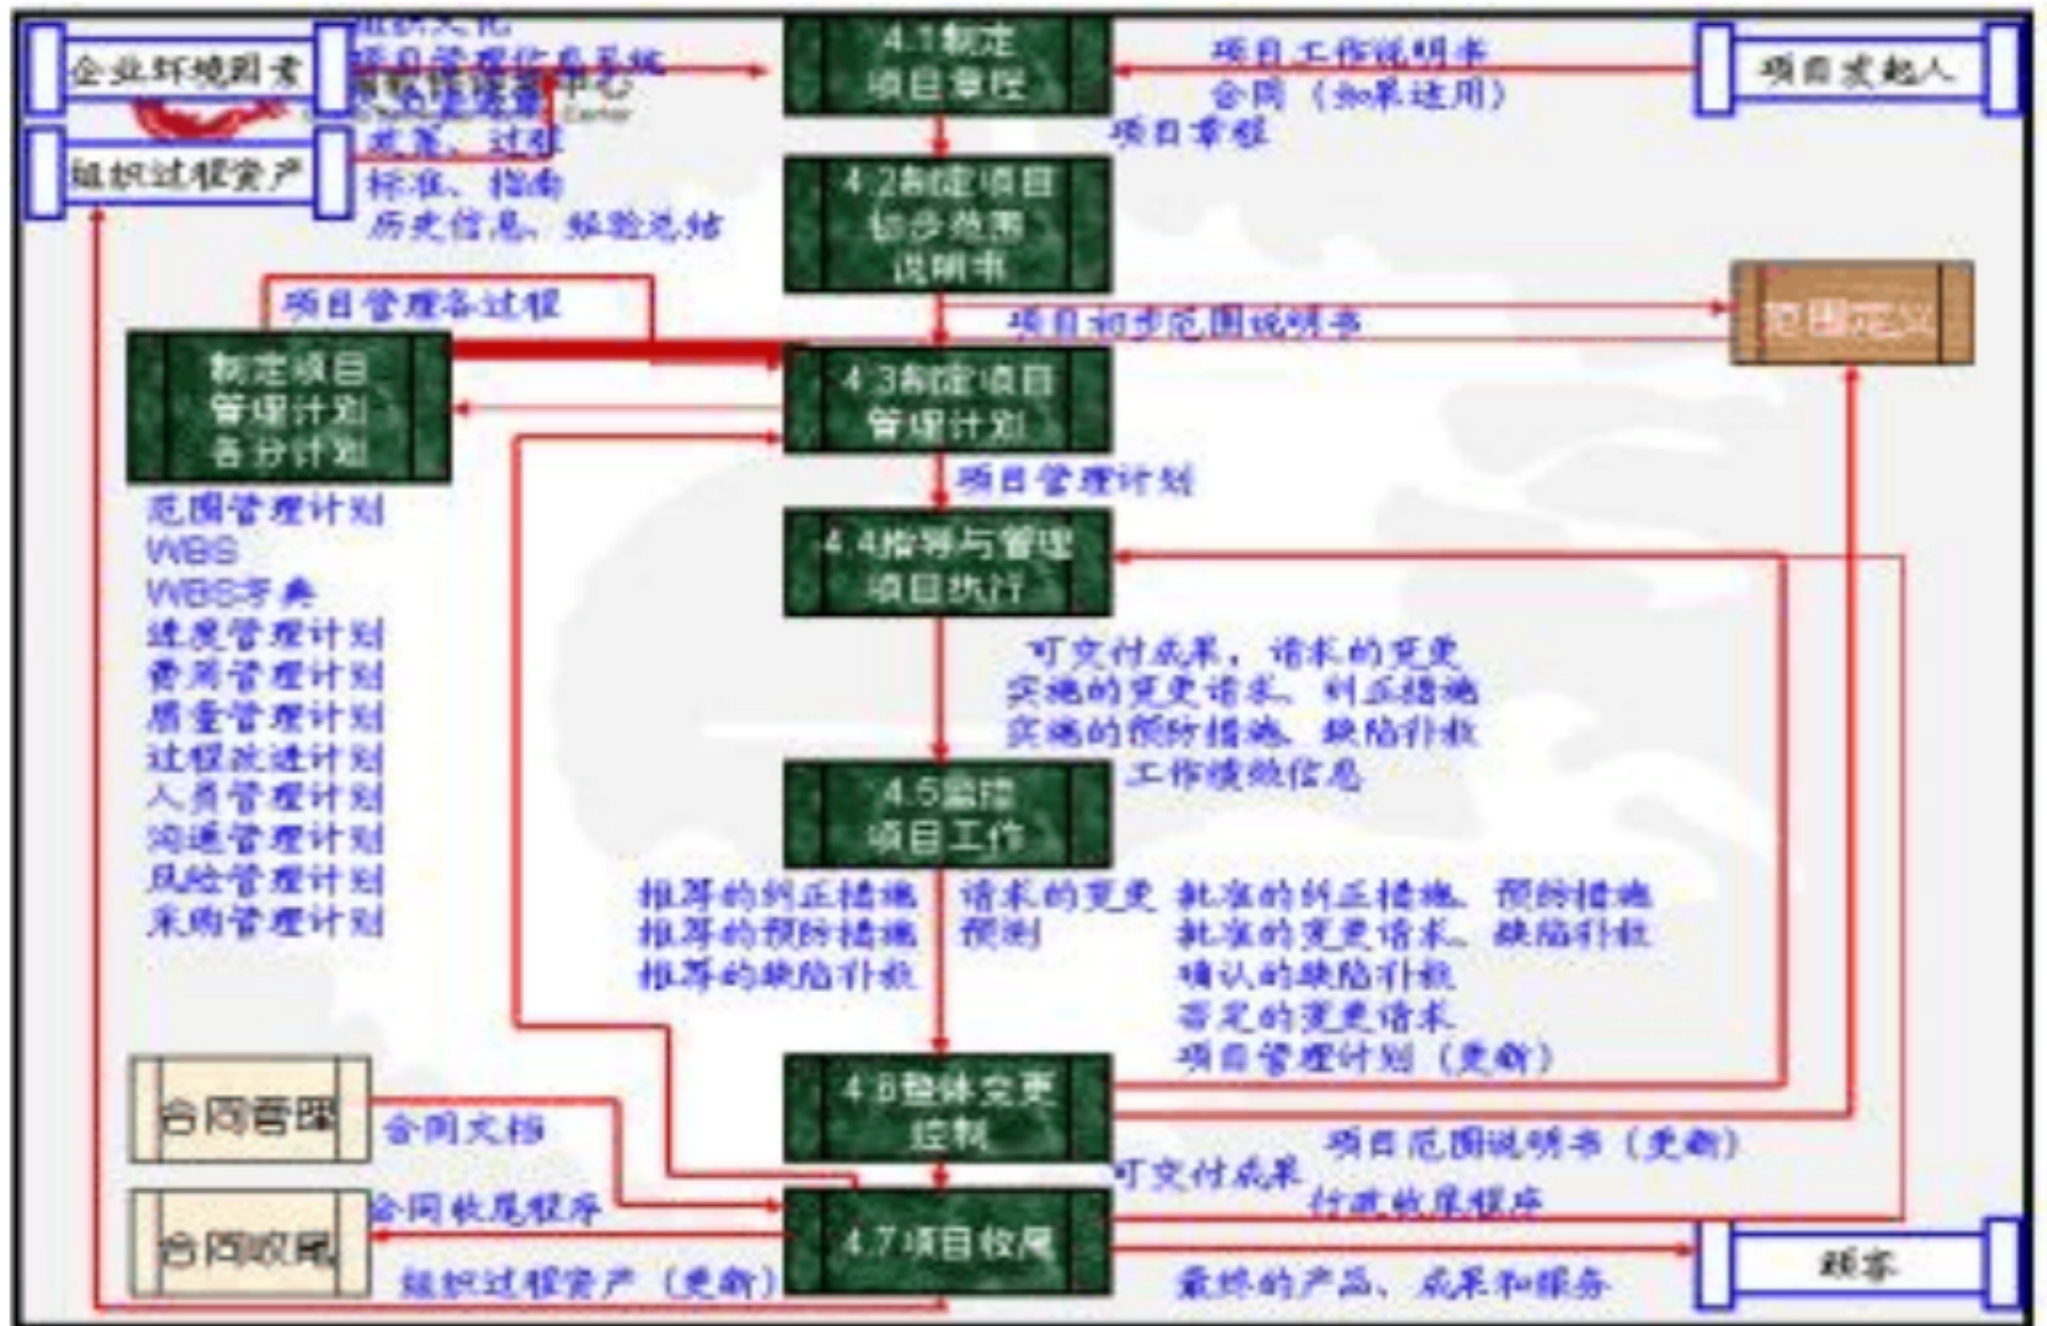 组织文化
项目管理信息系统
企业环境因素
中心
Center
4.1制定
项目章程
项目工作说明书
合同（如果适用）
项目发起人
项目章程
组织过程资产
政策、过程
标准、指南
历史信息、经验总结
4.2制定项目
初步范围
说明书
项目管理各过程
项目初步范围说明书
范围定义
制定项目
管理计划
各分计划
4.3制定项目
管理计划
项目管理计划
范围管理计划
WBS
WBS字典
进度管理计划
费用管理计划
质量管理计划
过程改进计划
人员管理计划
沟通管理计划
风险管理计划
采购管理计划
4.4指导与管理
项目执行
可交付成果，请求的变更
实施的变更请求、纠正措施
实施的预防措施、缺陷补救
工作绩效信息
4.5监控
项目工作
推荐的纠正措施
推荐的预防措施
推荐的缺陷补救
请求的变更
预测
批准的纠正措施、预防措施
批准的变更请求、缺陷补救
确认的缺陷补救
否定的变更请求
项目管理计划（更新）
4.6整体变更
控制
项目范围说明书（更新）
合同管理
合同文档
可交付成果
行政收尾程序
合同收尾程序
合同收尾
4.7项目收尾
组织过程资产（更新）
最终的产品、成果和服务
顾客